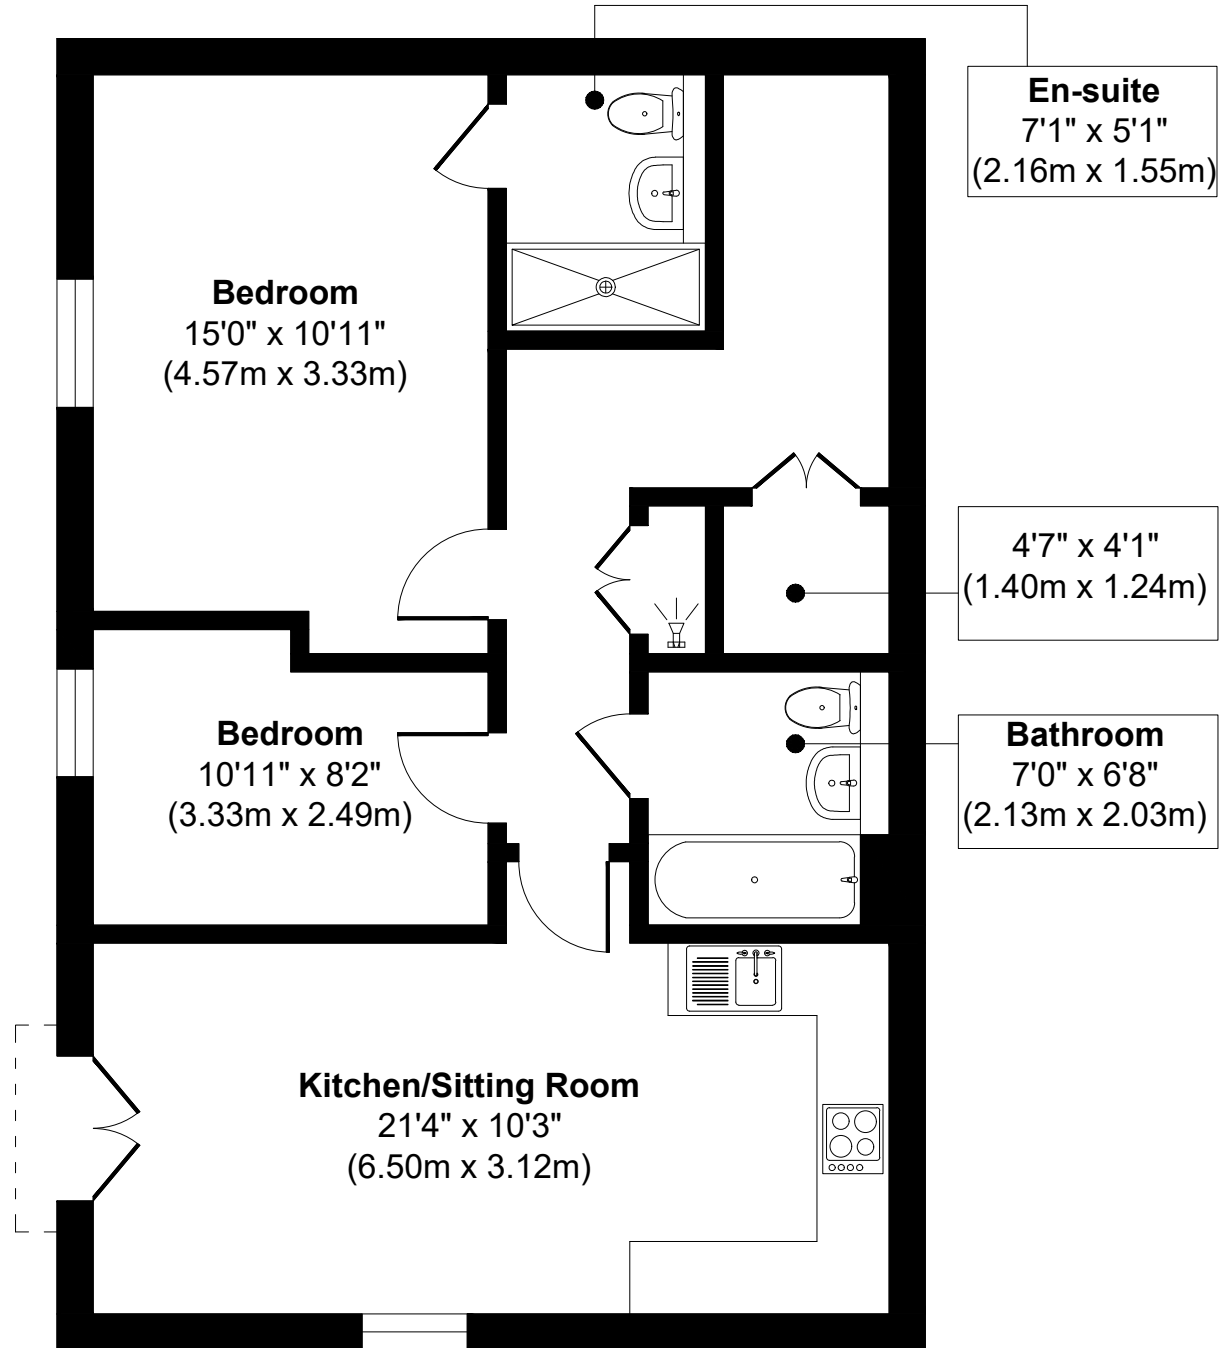 En-suite
7'1" x 5'1"
(2.16m x 1.55m)
Bedroom
15'0" x 10'11"
(4.57m x 3.33m)
4'7" x 4'1"
(1.40m x 1.24m)
Bedroom
10'11" x 8'2"
(3.33m x 2.49m)
Bathroom
7'0" x 6'8"
(2.13m x 2.03m)
Kitchen/Sitting Room
21'4" x 10'3"
(6.50m x 3.12m)